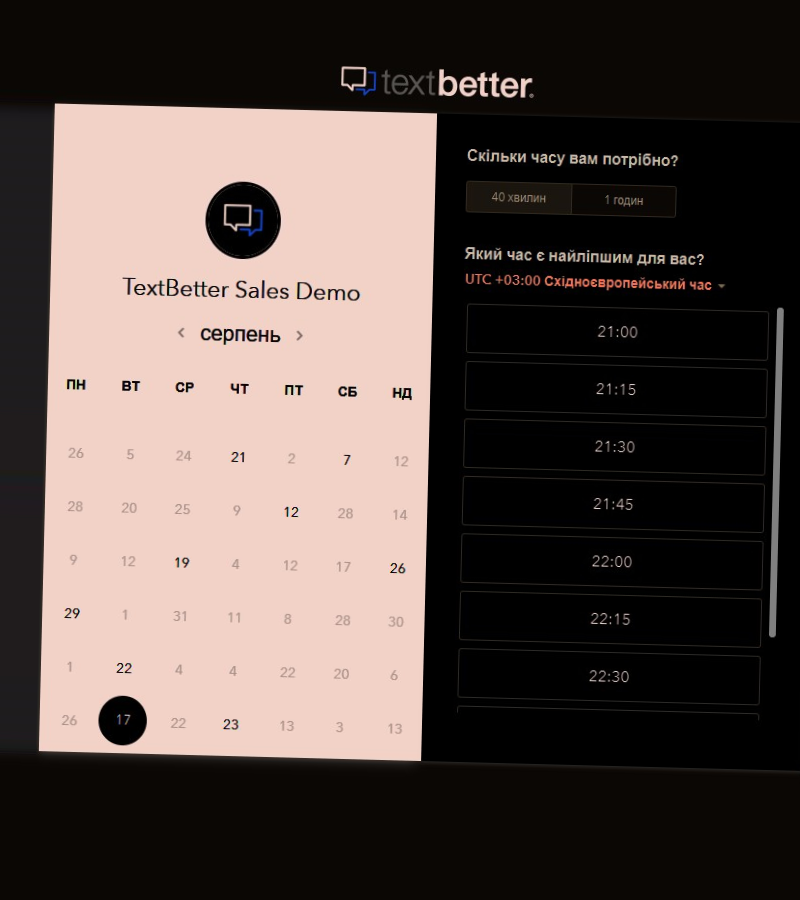 textbetter.
TextBetter Sales Demo
серпень
ПН ВТ СР ЧТ ПТ СБ НД
26 5 24 21 2 7 12
28 20 25 9 12 28 14
9 12 19 4 12 17 26
29 1 31 11 8 28 30
1 22 4 4 22 20 6
26 17 22 23 13 3 13
Скільки часу вам потрібно?
40 хвилин 1 годин
Який час є найліпшим для вас?
UTC +03:00 Східноєвропейський час
21:00
21:15
21:30
21:45
22:00
22:15
22:30